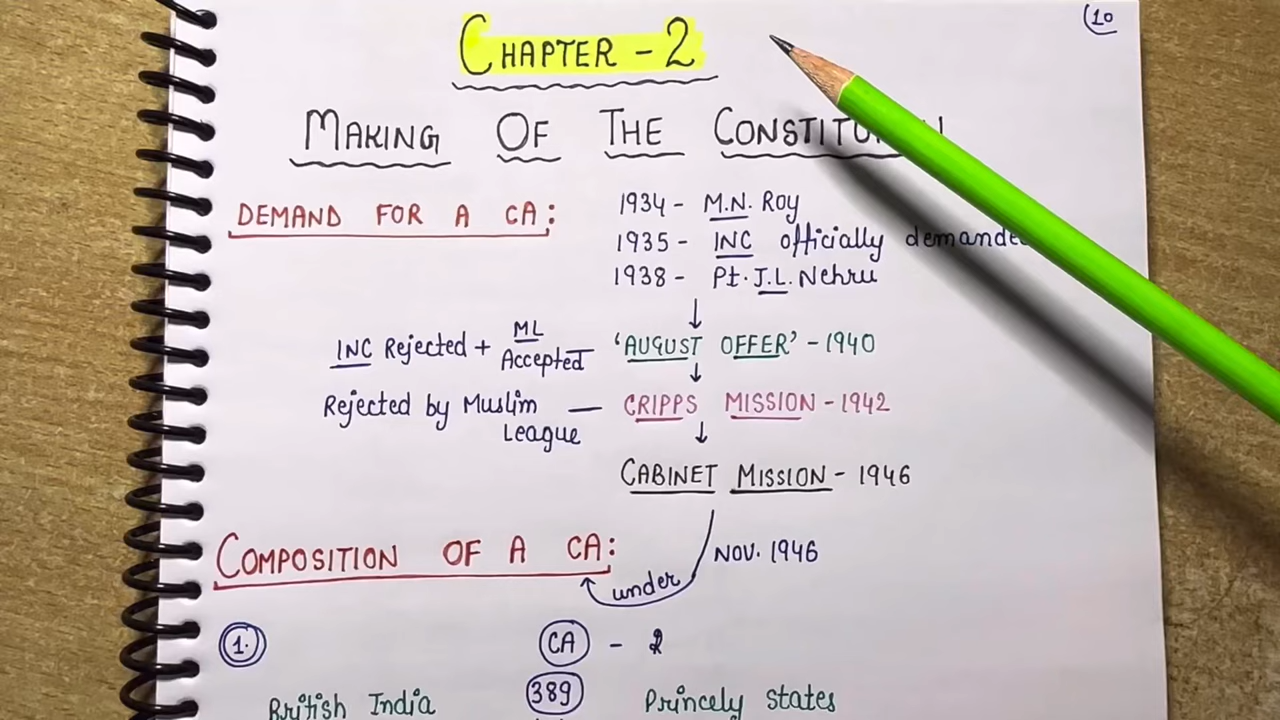 10
CHAPTER - 2
MAKING OF THE
DEMAND FOR A CA:
1934 - M.N. Roy
1935 - INC officially
1938 - Pt. J.L. Nehru
INC Rejected + ML Accepted
'AUGUST OFFER' - 1940
Rejected by Muslim League — CRIPPS MISSION - 1942
CABINET MISSION - 1946
COMPOSITION OF A CA:
NOV. 1946
under
1.
CA - 2
British India
389
Princely states